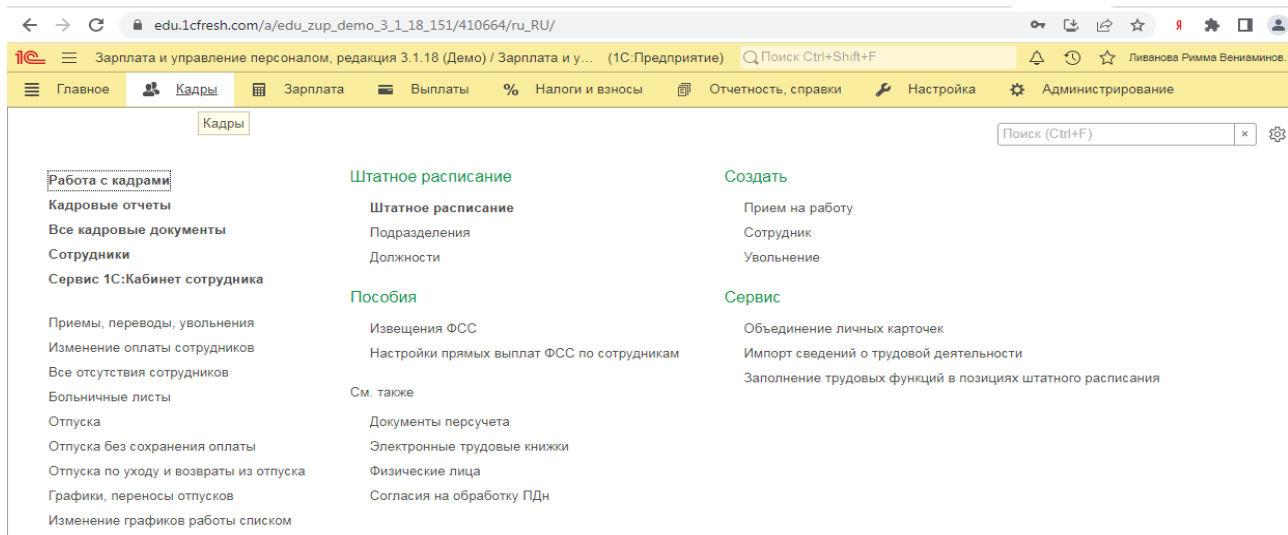 edu.1cfresh.com/a/edu_zup_demo_3_1_18_151/410664/ru_RU/
Я
1С Зарплата и управление персоналом, редакция 3.1.18 (Демо) / Зарплата и у... (1С:Предприятие) Поиск Ctrl+Shift+F Ливанова Римма Вениаминов.
Главное Кадры Зарплата Выплаты % Налоги и взносы Отчетность, справки Настройка Администрирование
Кадры
Поиск (Ctrl+F) ×
Работа с кадрами
Кадровые отчеты
Все кадровые документы
Сотрудники
Сервис 1С:Кабинет сотрудника
Приемы, переводы, увольнения
Изменение оплаты сотрудников
Все отсутствия сотрудников
Больничные листы
Отпуска
Отпуска без сохранения оплаты
Отпуска по уходу и возвраты из отпуска
Графики, переносы отпусков
Изменение графиков работы списком
Штатное расписание
Штатное расписание
Подразделения
Должности
Пособия
Извещения ФСС
Настройки прямых выплат ФСС по сотрудникам
См. также
Документы персучета
Электронные трудовые книжки
Физические лица
Согласия на обработку ПДн
Создать
Прием на работу
Сотрудник
Увольнение
Сервис
Объединение личных карточек
Импорт сведений о трудовой деятельности
Заполнение трудовых функций в позициях штатного расписания